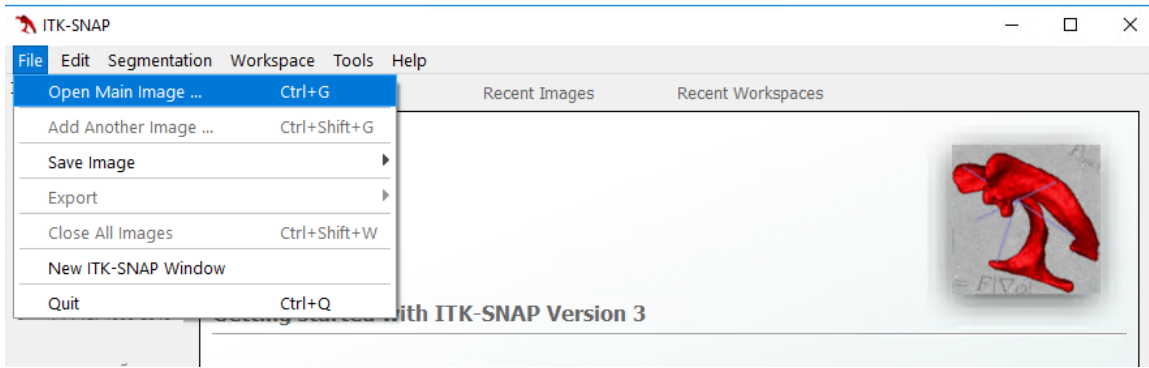 ITK-SNAP
File Edit Segmentation Workspace Tools Help
Open Main Image ... Ctrl+G
Recent Images Recent Workspaces
Add Another Image ... Ctrl+Shift+G
Save Image
Export
Close All Images Ctrl+Shift+W
New ITK-SNAP Window
Quit Ctrl+Q
with ITK-SNAP Version 3